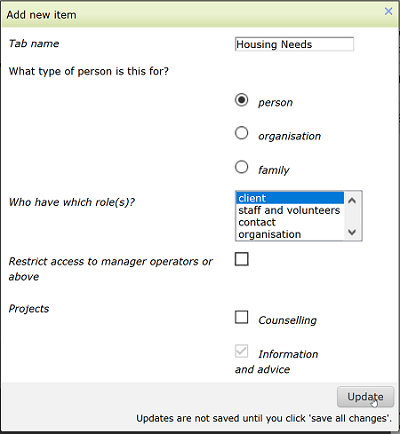 Add new item
Tab name
Housing Needs
What type of person is this for?
person
organisation
family
Who have which role(s)?
client
staff and volunteers
contact
organisation
Restrict access to manager operators or
above
Projects
Counselling
Information
and advice
Update
Updates are not saved until you click 'save all changes'.